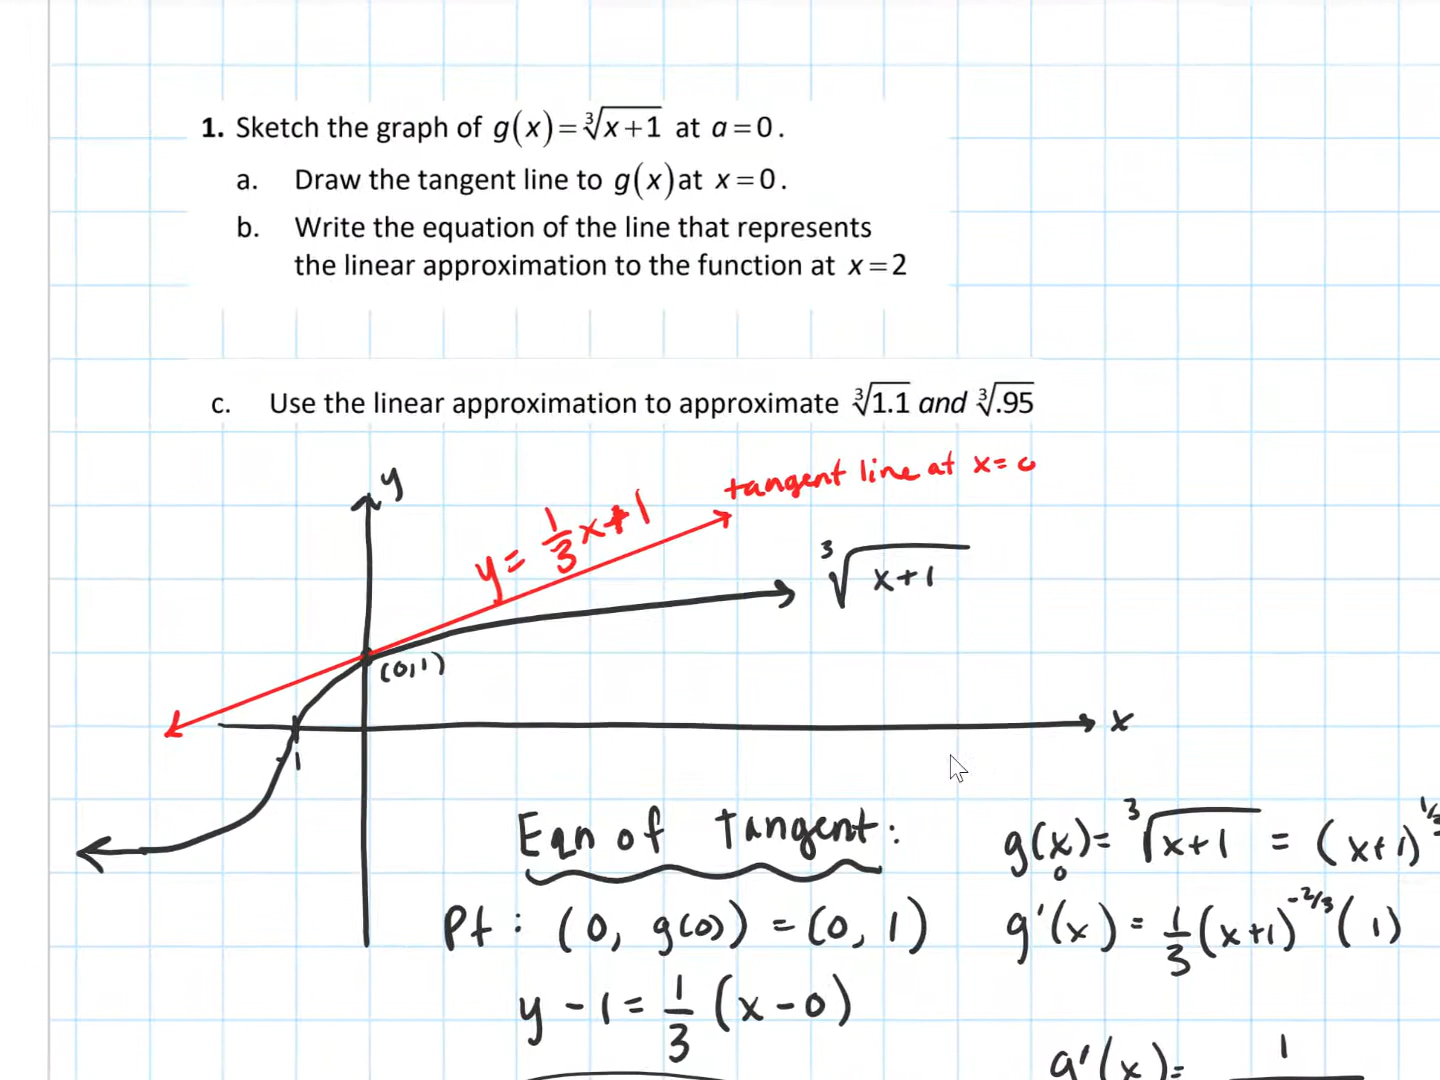 1. Sketch the graph of g(x)=∛(x+1) at a=0.
a. Draw the tangent line to g(x) at x=0.
b. Write the equation of the line that represents
the linear approximation to the function at x=2
c. Use the linear approximation to approximate ∛1.1 and ∛.95
y
tangent line at x=0
y = 1/3 x + 1
∛(x+1)
(0,1)
x
-1
Eqn of Tangent:
g(x) = ∛(x+1) = (x+1)
0
Pt : (0, g(0)) = (0, 1)
g'(x) = 1/3 (x+1)^(-2/3) (1)
y - 1 = 1/3 (x - 0)
g'(x) = 1